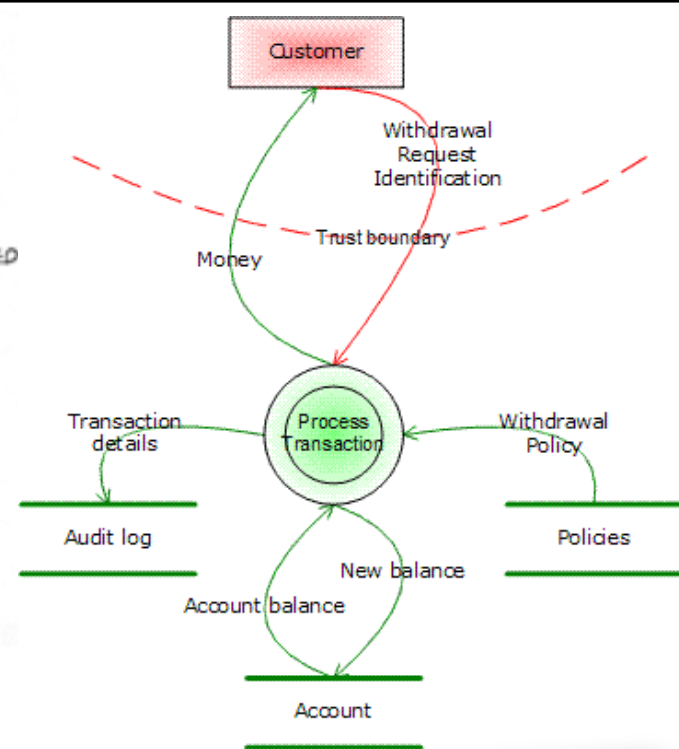 Customer
Withdrawal
Request
Identification
Trust boundary
Money
Process
Transaction
Transaction
details
Withdrawal
Policy
Audit log
Policies
New balance
Account balance
Account